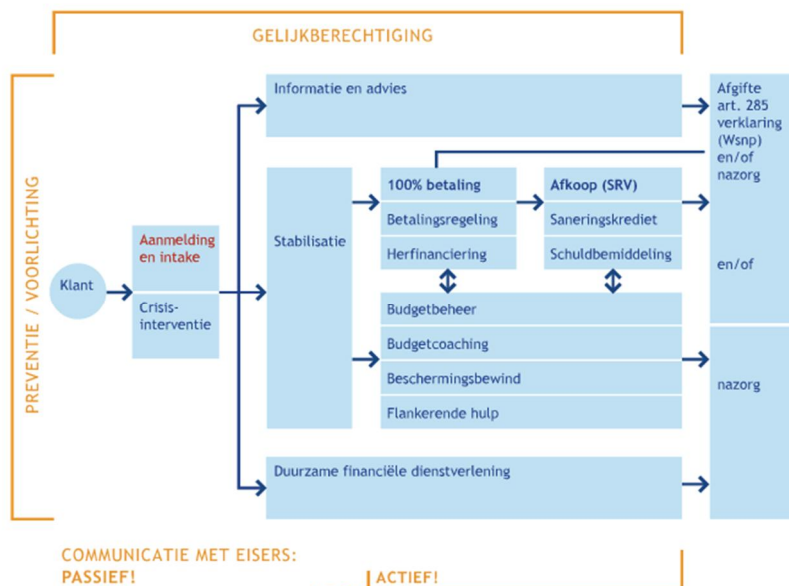 GELIJKBERECHTIGING
PREVENTIE / VOORLICHTING
Klant
Aanmelding
en intake
Crisis-
interventie
Informatie en advies
Stabilisatie
100% betaling
Betalingsregeling
Herfinanciering
Afkoop (SRV)
Saneringskrediet
Schuldbemiddeling
Budgetbeheer
Budgetcoaching
Beschermingsbewind
Flankerende hulp
Duurzame financiële dienstverlening
Afgifte
art. 285
verklaring
(Wsnp)
en/of
nazorg
en/of
nazorg
COMMUNICATIE MET EISERS:
PASSIEF!
ACTIEF!